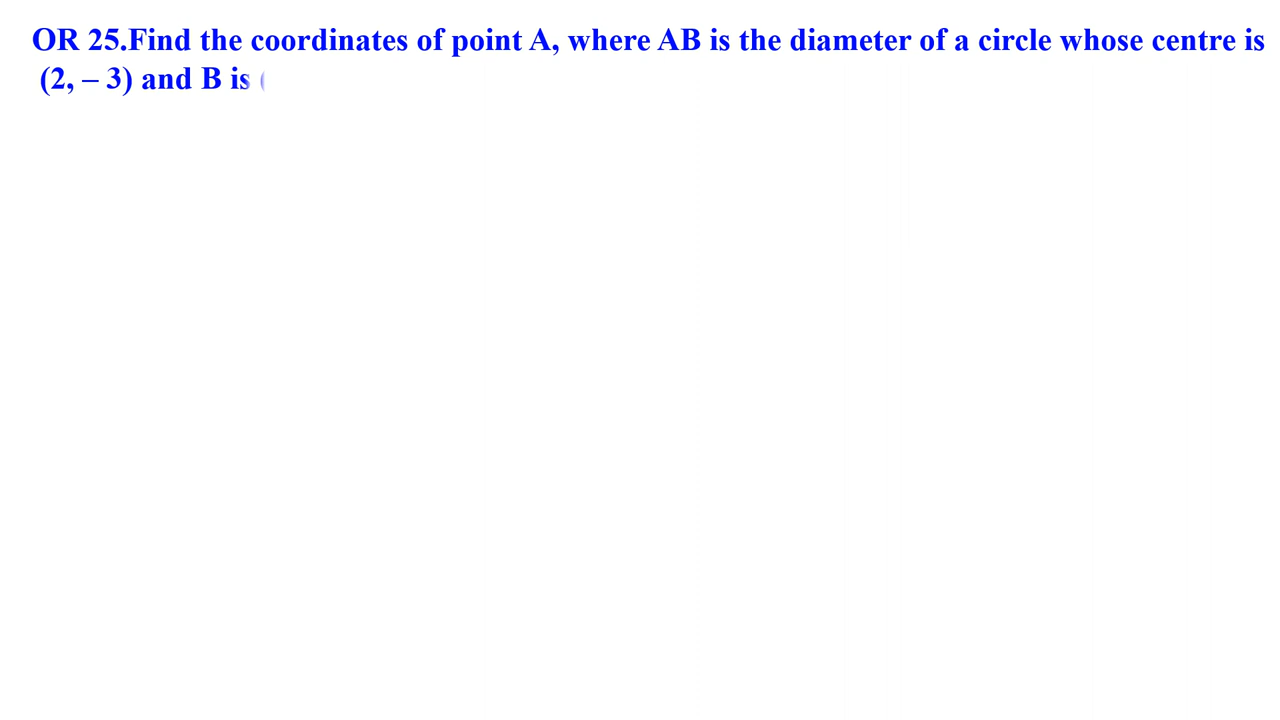 OR 25.Find the coordinates of point A, where AB is the diameter of a circle whose centre is
(2, – 3) and B is (